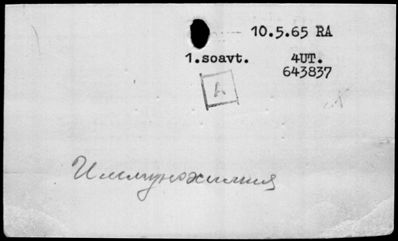 10.5.65 RA
1.soavt. 4UT.
643837
A
Иммунохимия